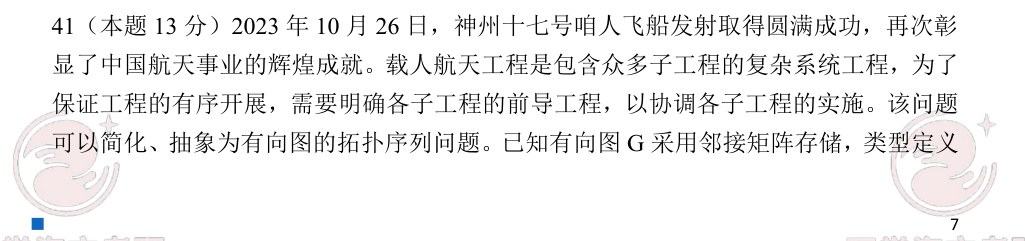 41（本题 13 分）2023 年 10 月 26 日，神州十七号咱人飞船发射取得圆满成功，再次彰
显了中国航天事业的辉煌成就。载人航天工程是包含众多子工程的复杂系统工程，为了
保证工程的有序开展，需要明确各子工程的前导工程，以协调各子工程的实施。该问题
可以简化、抽象为有向图的拓扑序列问题。已知有向图 G 采用邻接矩阵存储，类型定义
7